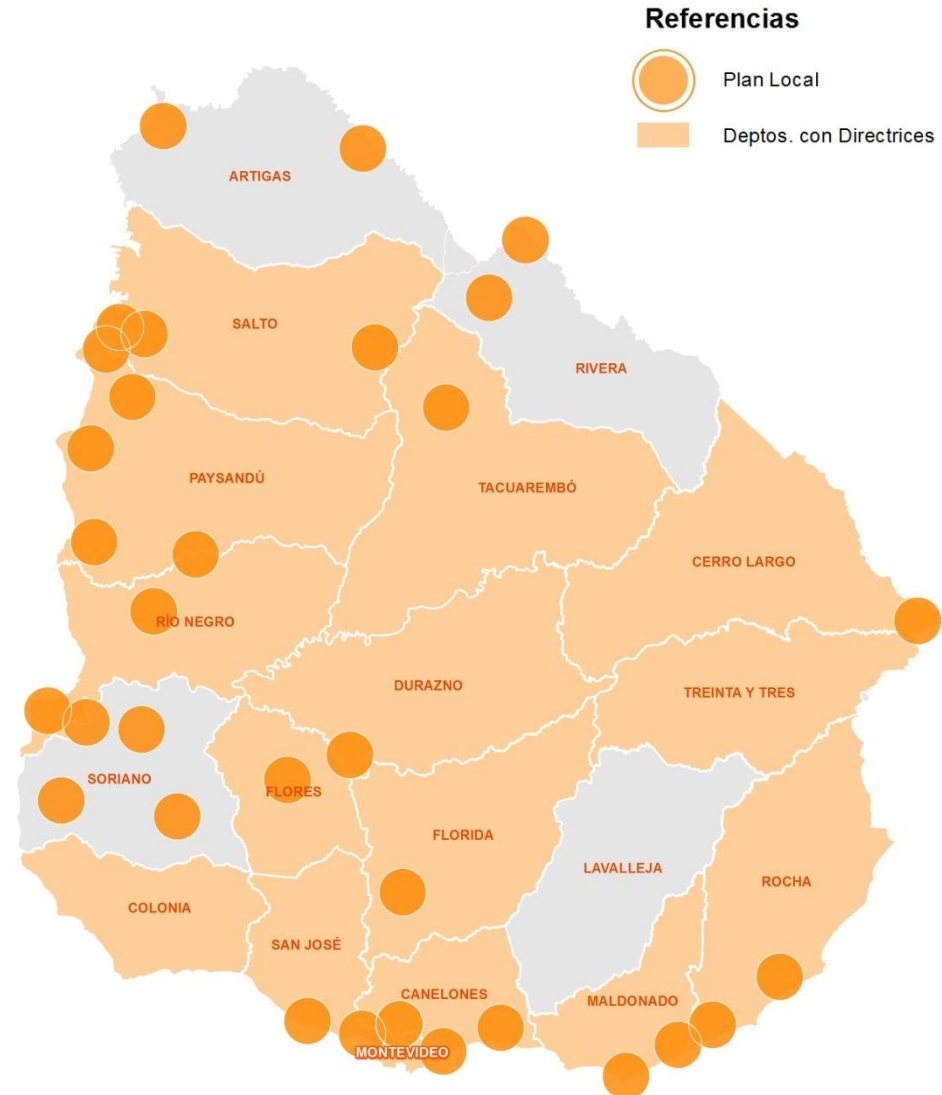 Referencias
Plan Local
Deptos. con Directrices
ARTIGAS
SALTO
RIVERA
PAYSANDÚ
TACUAREMBÓ
CERRO LARGO
RÍO NEGRO
DURAZNO
TREINTA Y TRES
SORIANO
FLORES
FLORIDA
LAVALLEJA
ROCHA
COLONIA
SAN JOSÉ
CANELONES
MALDONADO
MONTEVIDEO